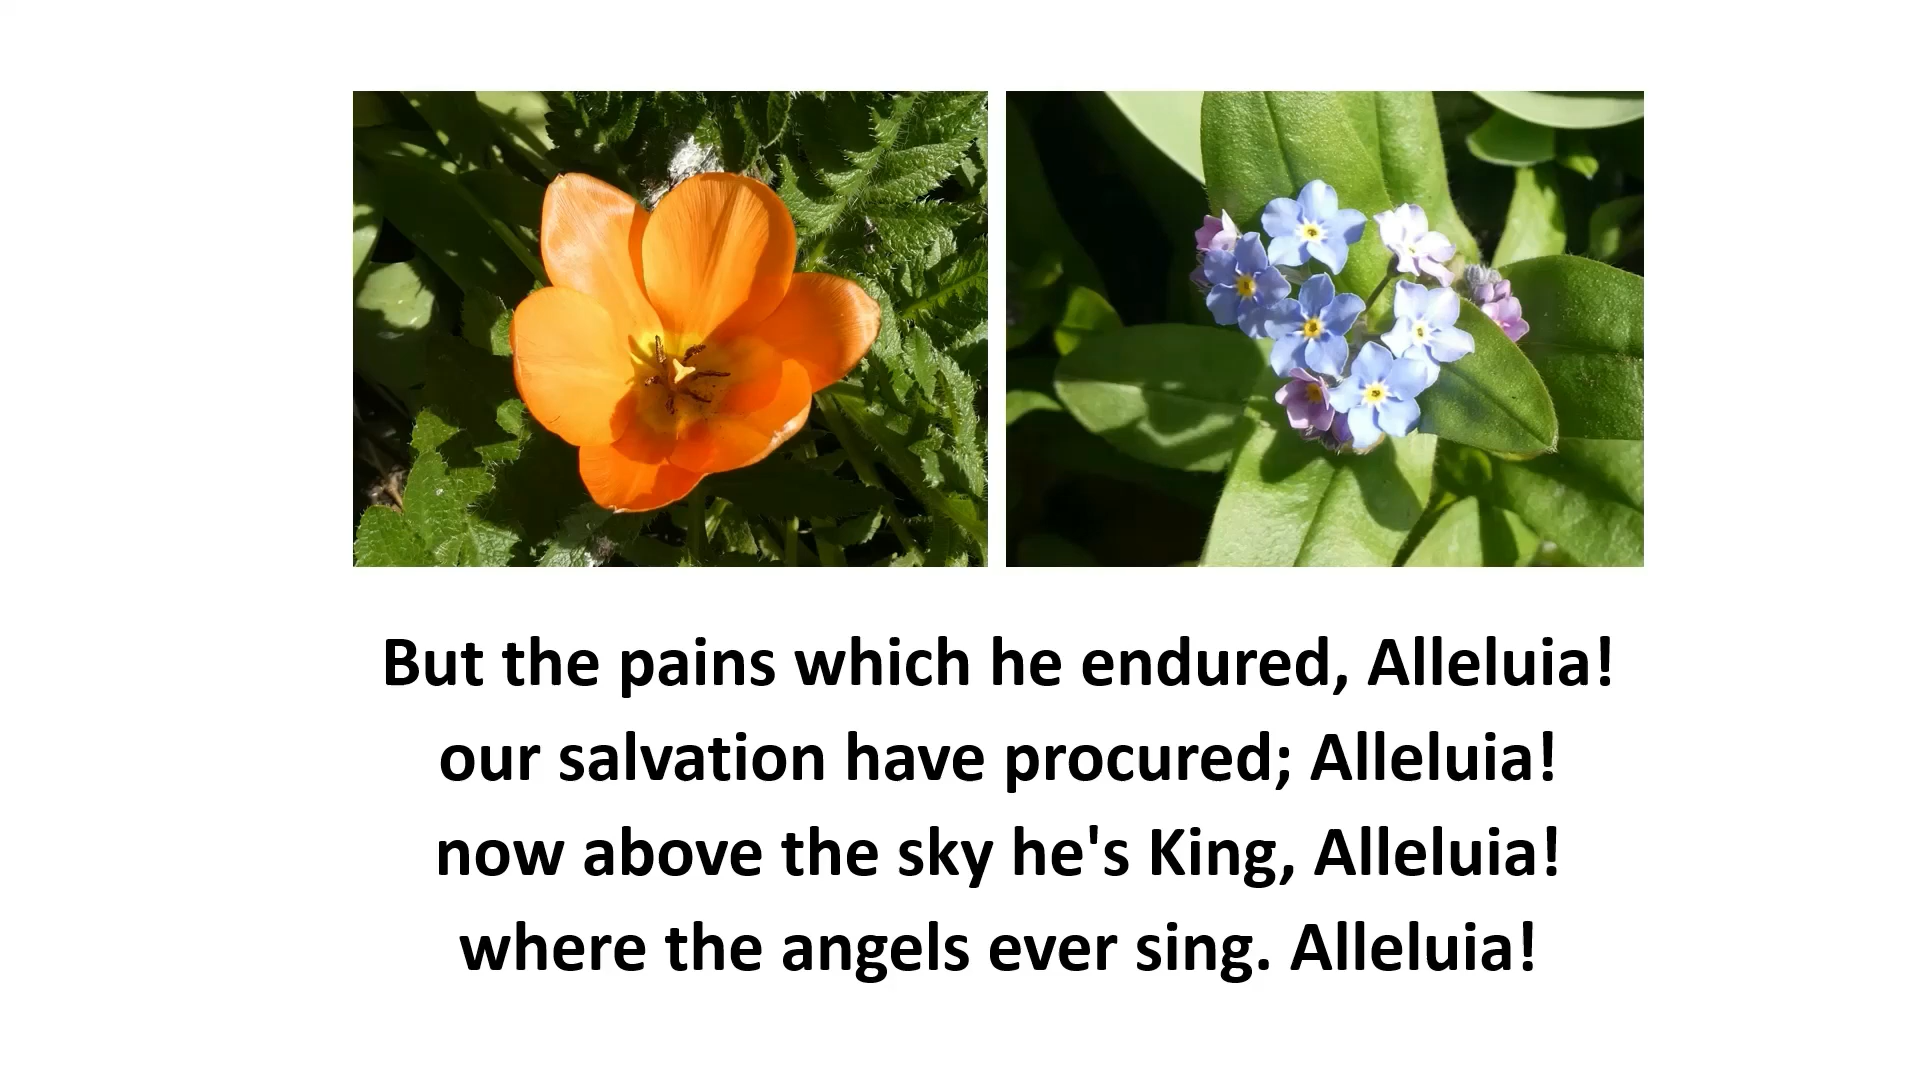 But the pains which he endured, Alleluia!
our salvation have procured; Alleluia!
now above the sky he's King, Alleluia!
where the angels ever sing. Alleluia!